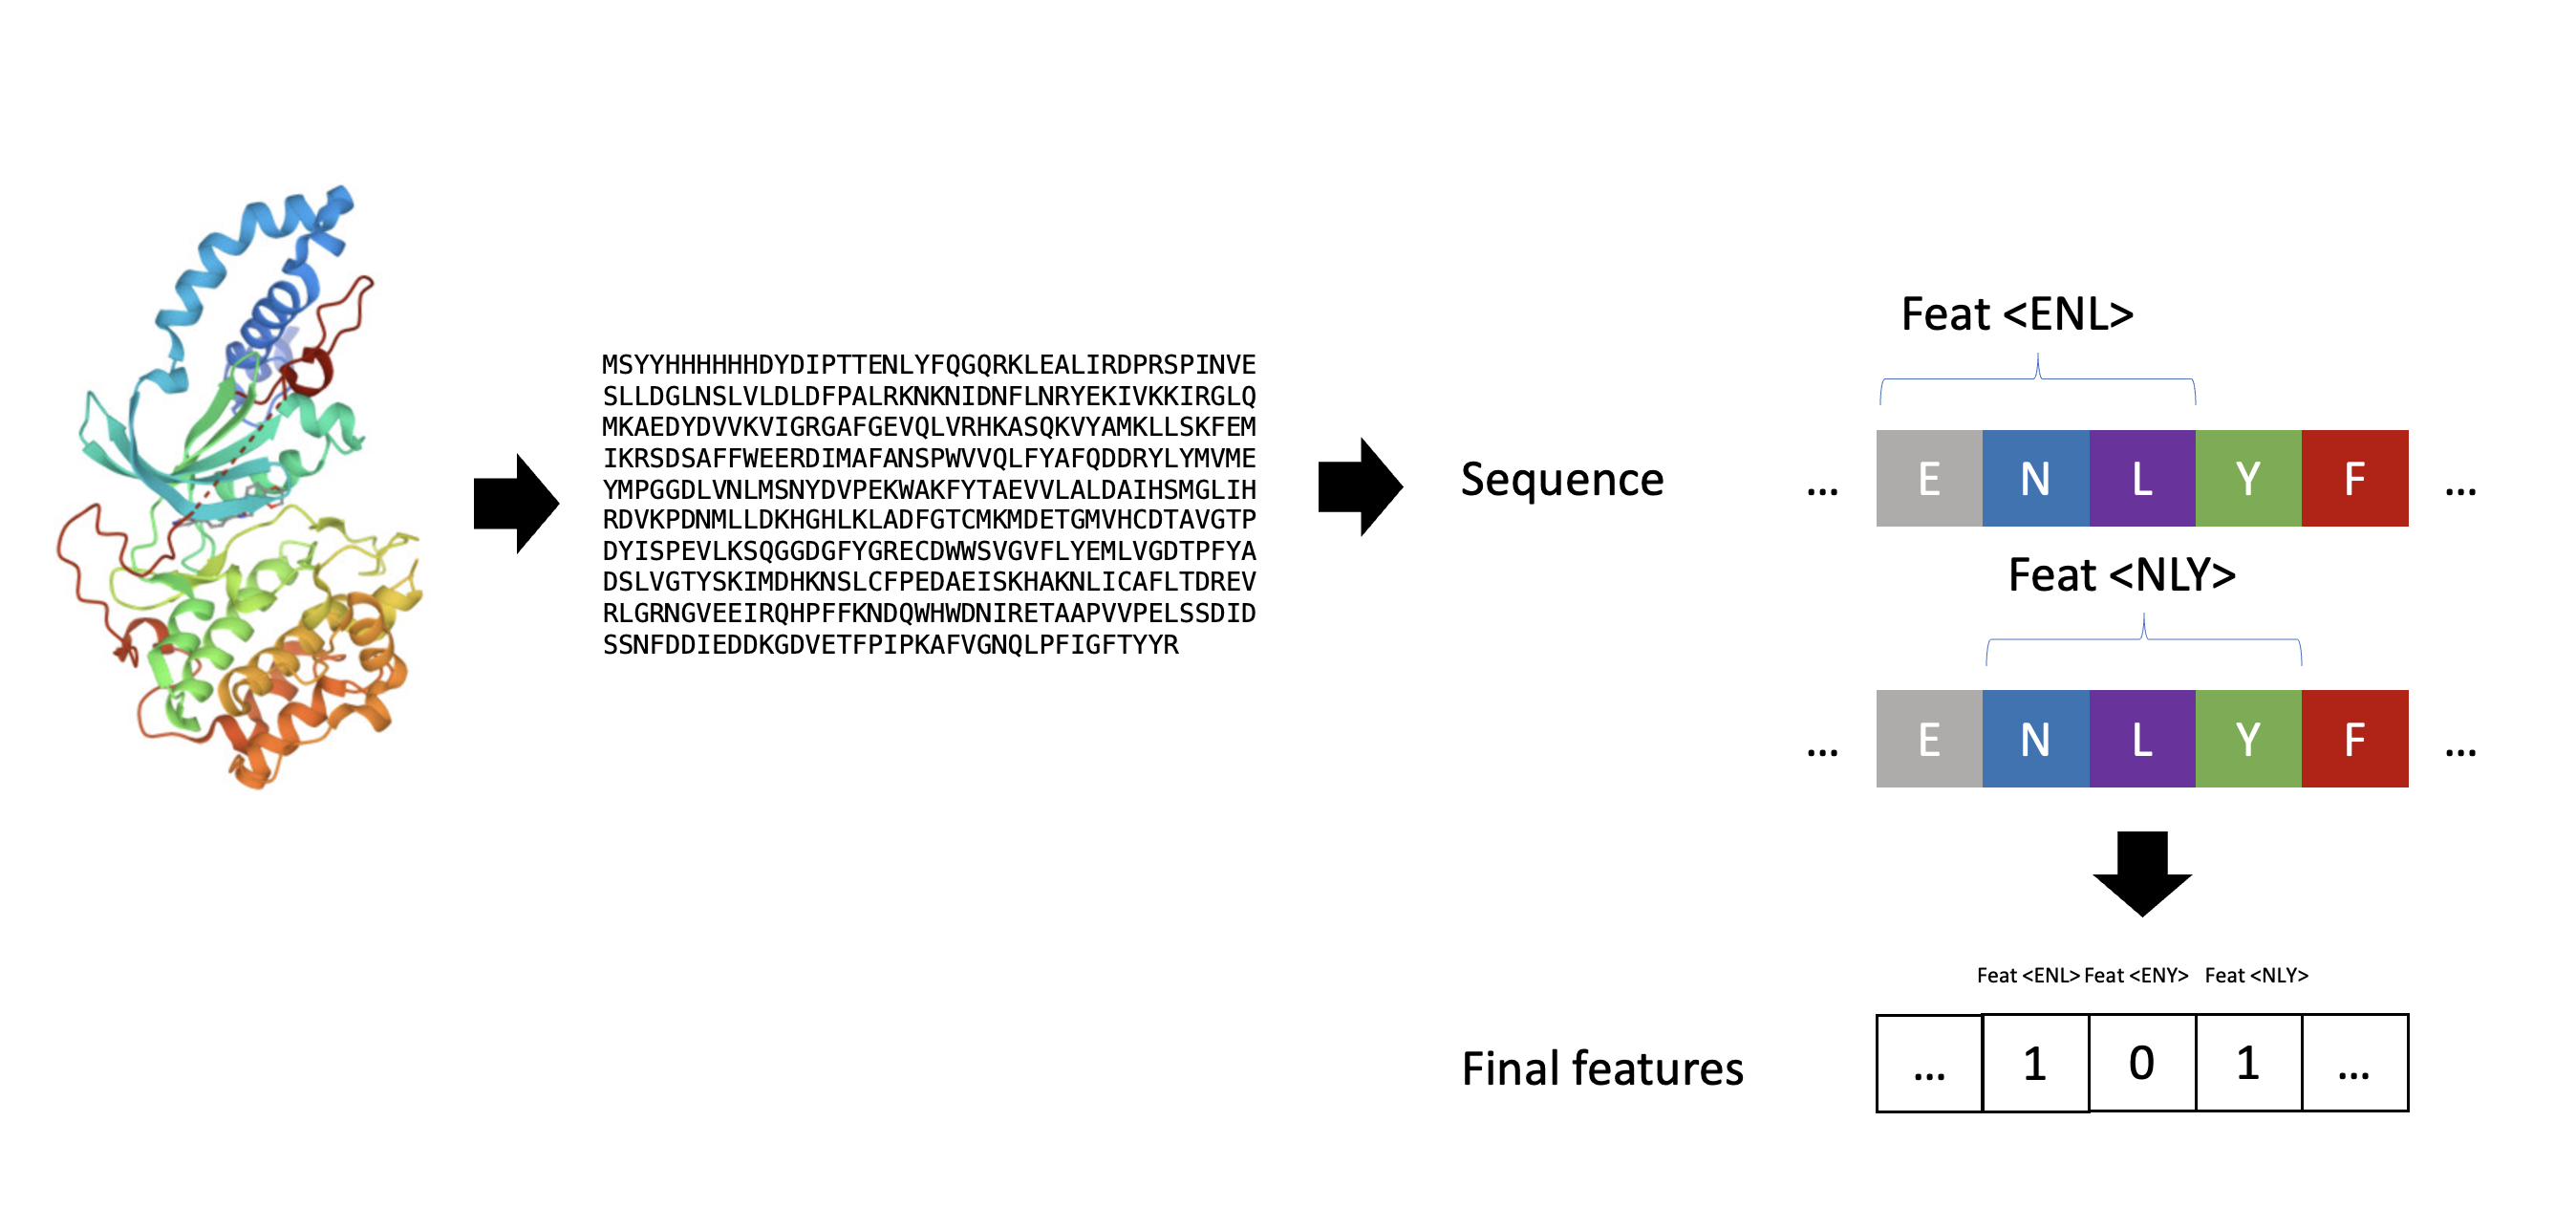 MSYYHHHHHHDYDIPTTENLYFQGQRKLEALIRDPRSPINVE
SLLDGLNSLVLDLDFPALRKNKNIDNFLNRYEKIVKKIRGLQ
MKAEDYDVVKVIGRGAFGEVQLVRHKASQKVYAMKLLSKFEM
IKRSDSAFFWEERDIMAFANSPWVVQLFYAFQDDRYLYMVME
YMPGGDLVNLMSNYDVPEKWAKFYTAEVVLALDAIHSMGLIH
RDVKPDNMLLDKHGHLKLADFGTCMKMDETGMVHCDTAVGTP
DYISPEVLKSQGGDGFYGRECDWWSVGVFLYEMLVGDTPFYA
DSLVGTYSKIMDHKNSLCFPEDAEISKHAKNLICAFLTDREV
RLGRNGVEEIRQHPFFKNDQWHWDNIRETAAPVVPELSSDID
SSNFDDIEDDKGDVETFPIPKAFVGNQLPFIGFTYYR
Feat <ENL>
Sequence ... E N L Y F ...
Feat <NLY>
... E N L Y F ...
Feat <ENL> Feat <ENY> Feat <NLY>
Final features ... 1 0 1 ...